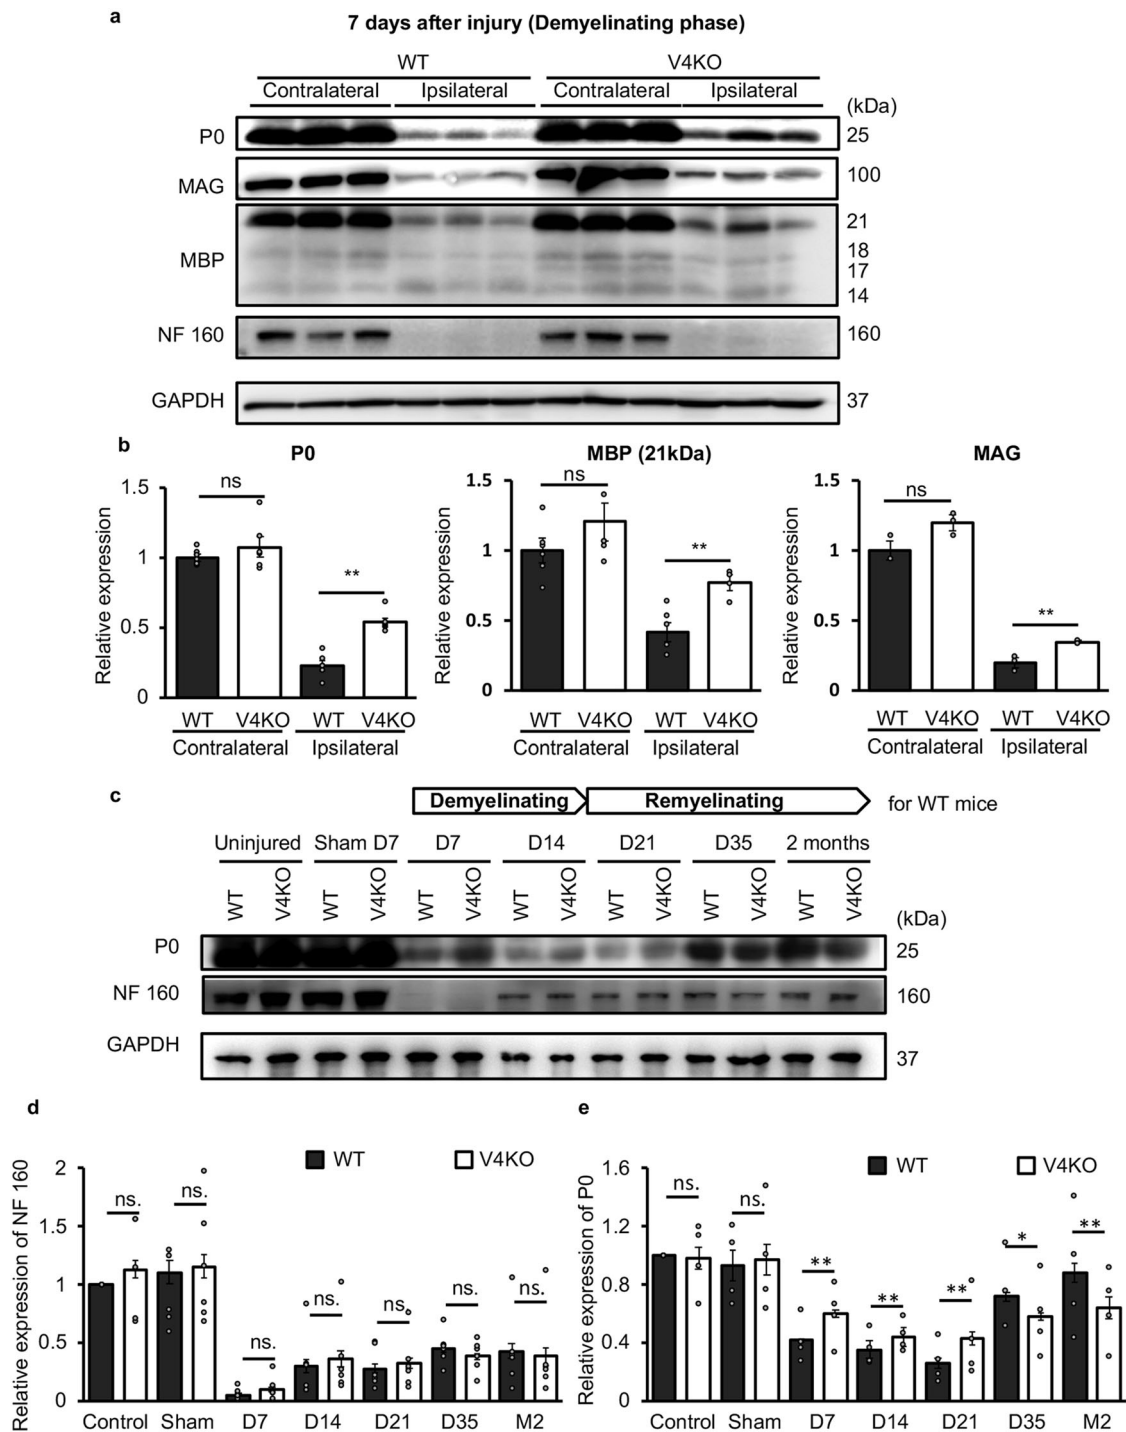 a
7 days after injury (Demyelinating phase)
WT V4KO
Contralateral Ipsilateral Contralateral Ipsilateral
(kDa)
P0 25
MAG 100
MBP 21
18
17
14
NF 160 160
GAPDH 37
b
P0
Relative expression
1.5
1
0.5
0
ns
**
WT V4KO WT V4KO
Contralateral Ipsilateral
MBP (21kDa)
Relative expression
1.5
1
0.5
0
ns
**
WT V4KO WT V4KO
Contralateral Ipsilateral
MAG
Relative expression
1.5
1
0.5
0
ns
**
WT V4KO WT V4KO
Contralateral Ipsilateral
c
Demyelinating Remyelinating for WT mice
Uninjured Sham D7 D7 D14 D21 D35 2 months
WT V4KO WT V4KO WT V4KO WT V4KO WT V4KO WT V4KO WT V4KO
(kDa)
P0 25
NF 160 160
GAPDH 37
d
WT V4KO
Relative expression of NF 160
2
1.5
1
0.5
0
ns. ns. ns. ns. ns. ns. ns.
Control Sham D7 D14 D21 D35 M2
e
WT V4KO
Relative expression of P0
1.6
1.2
0.8
0.4
0
ns. ns. ** ** ** * **
Control Sham D7 D14 D21 D35 M2